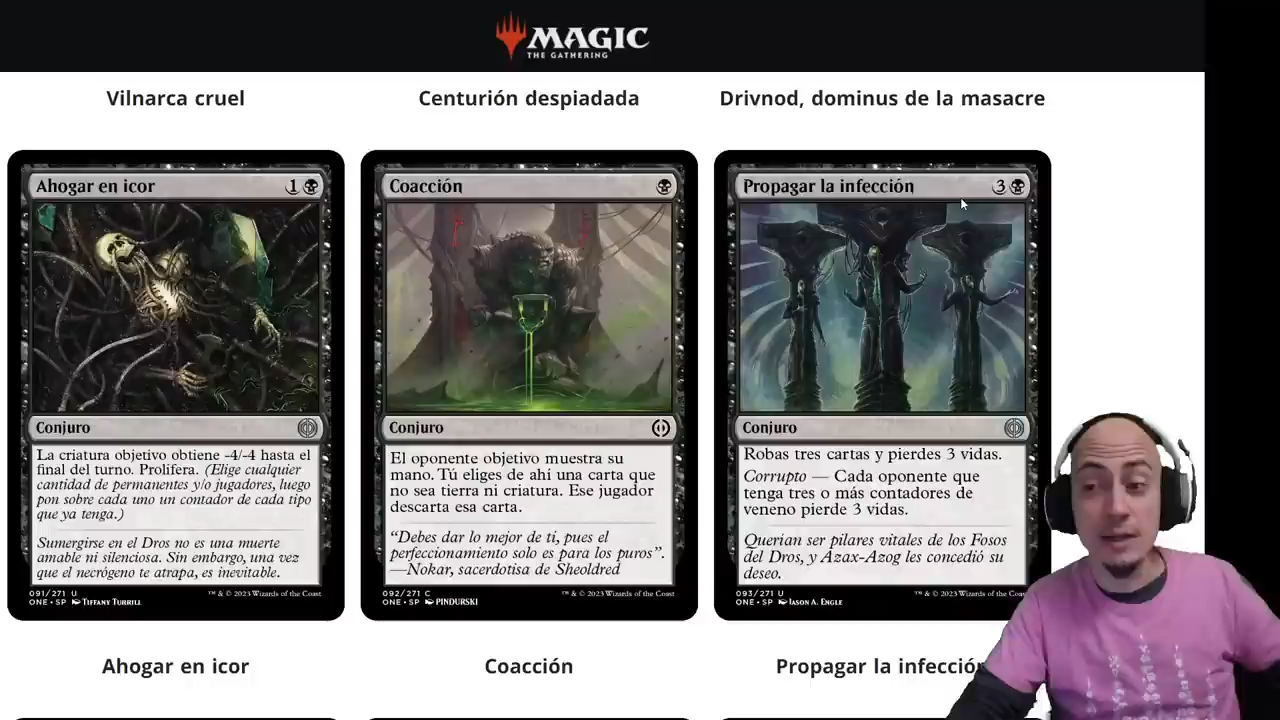 MAGIC
THE GATHERING
Vilnarca cruel
Centurión despiadada
Drivnod, dominus de la masacre
Ahogar en icor
1
Conjuro
La criatura objetivo obtiene -4/-4 hasta el
final del turno. Prolifera. (Elige cualquier
cantidad de permanentes y/o jugadores, luego
pon sobre cada uno un contador de cada tipo
que ya tenga.)
Sumergirse en el Dros no es una muerte
amable ni silenciosa. Sin embargo, una vez
que el necrógeno te atrapa, es inevitable.
091/271 U
ONE • SP TIFFANY TURRILL
™ & © 2023 Wizards of the Coast
Coacción
Conjuro
El oponente objetivo muestra su
mano. Tú eliges de ahí una carta que
no sea tierra ni criatura. Ese jugador
descarta esa carta.
“Debes dar lo mejor de ti, pues el
perfeccionamiento solo es para los puros”.
—Nokar, sacerdotisa de Sheoldred
092/271 C
ONE • SP PINDURSKI
™ & © 2023 Wizards of the Coast
Propagar la infección
3
Conjuro
Robas tres cartas y pierdes 3 vidas.
Corrupto — Cada oponente que
tenga tres o más contadores de
veneno pierde 3 vidas.
Querían ser pilares vitales de los Fosos
del Dros, y Azax-Azog les concedió su
deseo.
093/271 U
ONE • SP JASON A. ENGLE
™ & © 2023 Wizards of the Coast
Ahogar en icor
Coacción
Propagar la infección